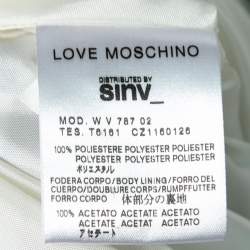 LOVE MOSCHINO
DISTRIBUTED BY
sinv_
MOD. W V 787 02
TES. T6161 CZ1160126
100% POLIESTERE POLYESTER POLIESTER
POLYESTER POLYESTER POLYESTER
ポリエステル
FODERA CORPO/BODY LINING/FORRO DEL
CUERPO/DOUBLURE CORPS/RUMPFFUTTER
FORRO CORPO 体部分の裏地
100% ACETATO ACETATE ACETATO
ACETATE ACETAT ACETATO
アセテート